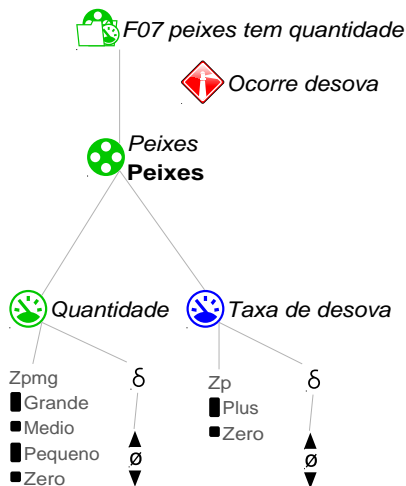 F07 peixes tem quantidade
Ocorre desova
Peixes
Peixes
Quantidade
Taxa de desova
Zpmg
Grande
Medio
Pequeno
Zero
δ
ø
Zp
Plus
Zero
δ
ø